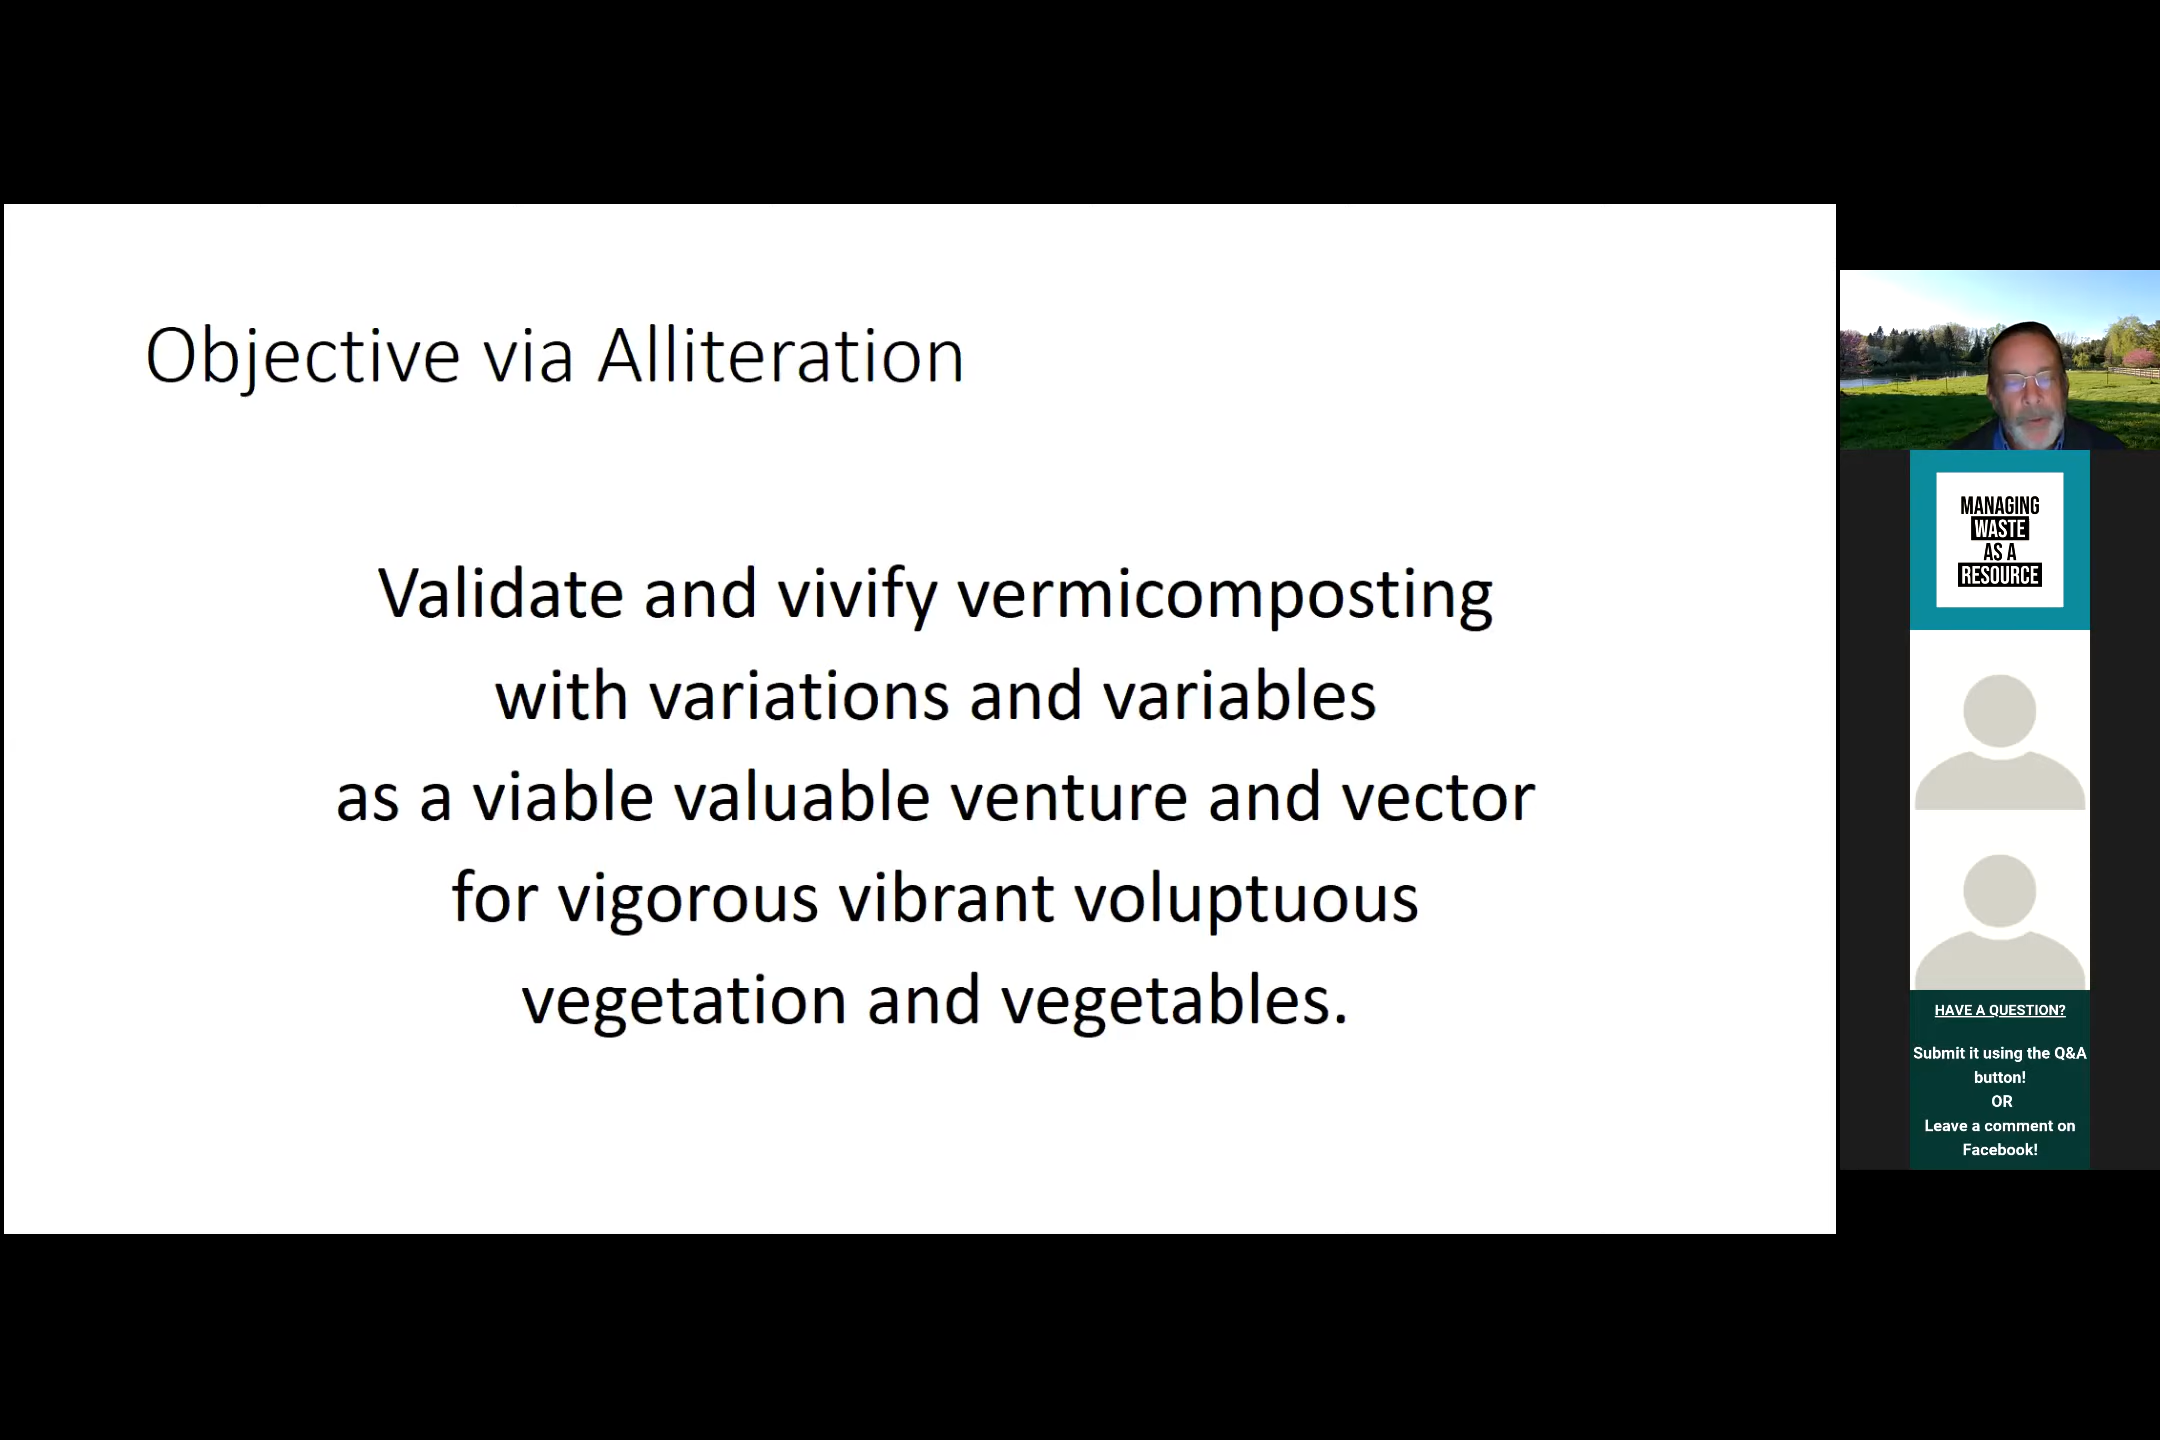 Objective via Alliteration
Validate and vivify vermicomposting
with variations and variables
as a viable valuable venture and vector
for vigorous vibrant voluptuous
vegetation and vegetables.
MANAGING
WASTE
AS A
RESOURCE
HAVE A QUESTION?
Submit it using the Q&A
button!
OR
Leave a comment on
Facebook!